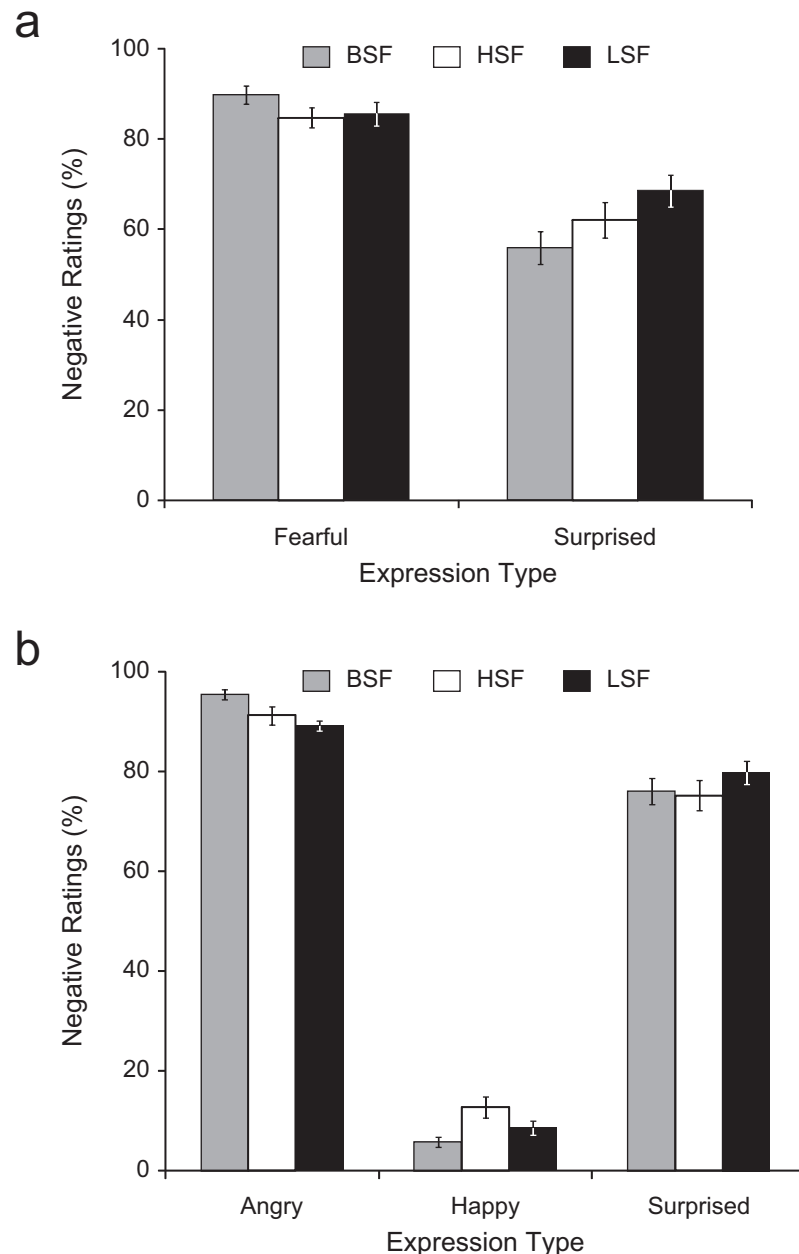 a
100
BSF HSF LSF
80
60
40
20
0
Negative Ratings (%)
Fearful Surprised
Expression Type
b
100
BSF HSF LSF
80
60
40
20
0
Negative Ratings (%)
Angry Happy Surprised
Expression Type